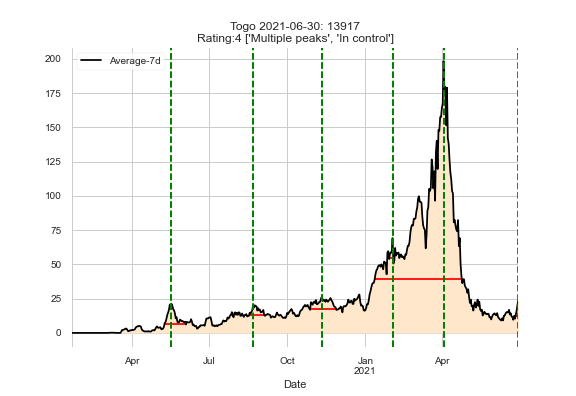 Togo 2021-06-30: 13917
Rating:4 ['Multiple peaks', 'In control']
Average-7d
200
175
150
125
100
75
50
25
0
Apr
Jul
Oct
Jan
2021
Apr
Date